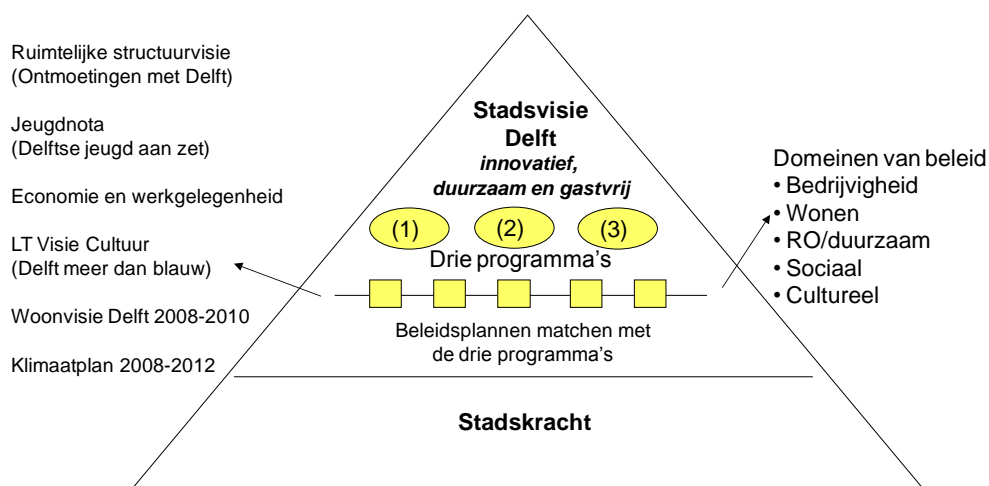 Ruimtelijke structuurvisie
(Ontmoetingen met Delft)
Jeugdnota
(Delftse jeugd aan zet)
Economie en werkgelegenheid
LT Visie Cultuur
(Delft meer dan blauw)
Woonvisie Delft 2008-2010
Klimaatplan 2008-2012
Stadsvisie
Delft
innovatief,
duurzaam en gastvrij
(1) (2) (3)
Drie programma's
Beleidsplannen matchen met
de drie programma's
Stadskracht
Domeinen van beleid
• Bedrijvigheid
• Wonen
• RO/duurzaam
• Sociaal
• Cultureel